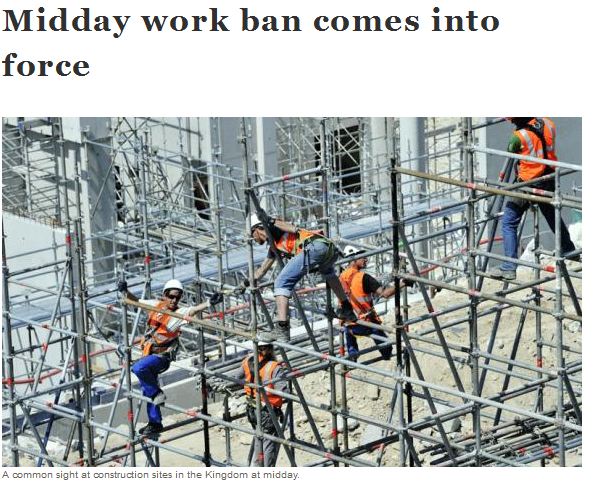 Midday work ban comes into
force
A common sight at construction sites in the Kingdom at midday.